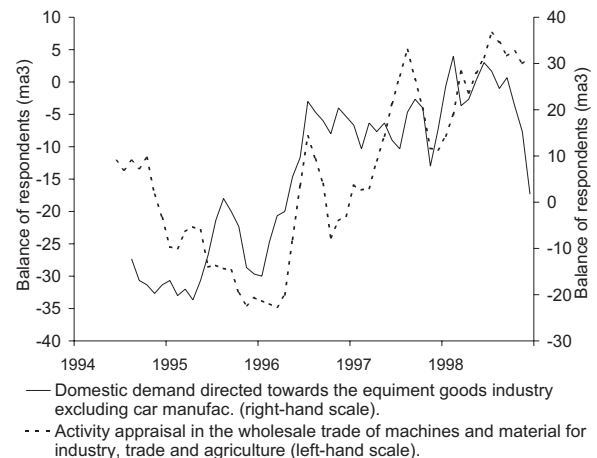 10
5
0
-5
-10
-15
-20
-25
-30
-35
-40
Balance of respondents (ma3)
40
30
20
10
0
-10
-20
-30
Balance of respondents (ma3)
1994 1995 1996 1997 1998
Domestic demand directed towards the equiment goods industry
excluding car manufac. (right-hand scale).
Activity appraisal in the wholesale trade of machines and material for
industry, trade and agriculture (left-hand scale).